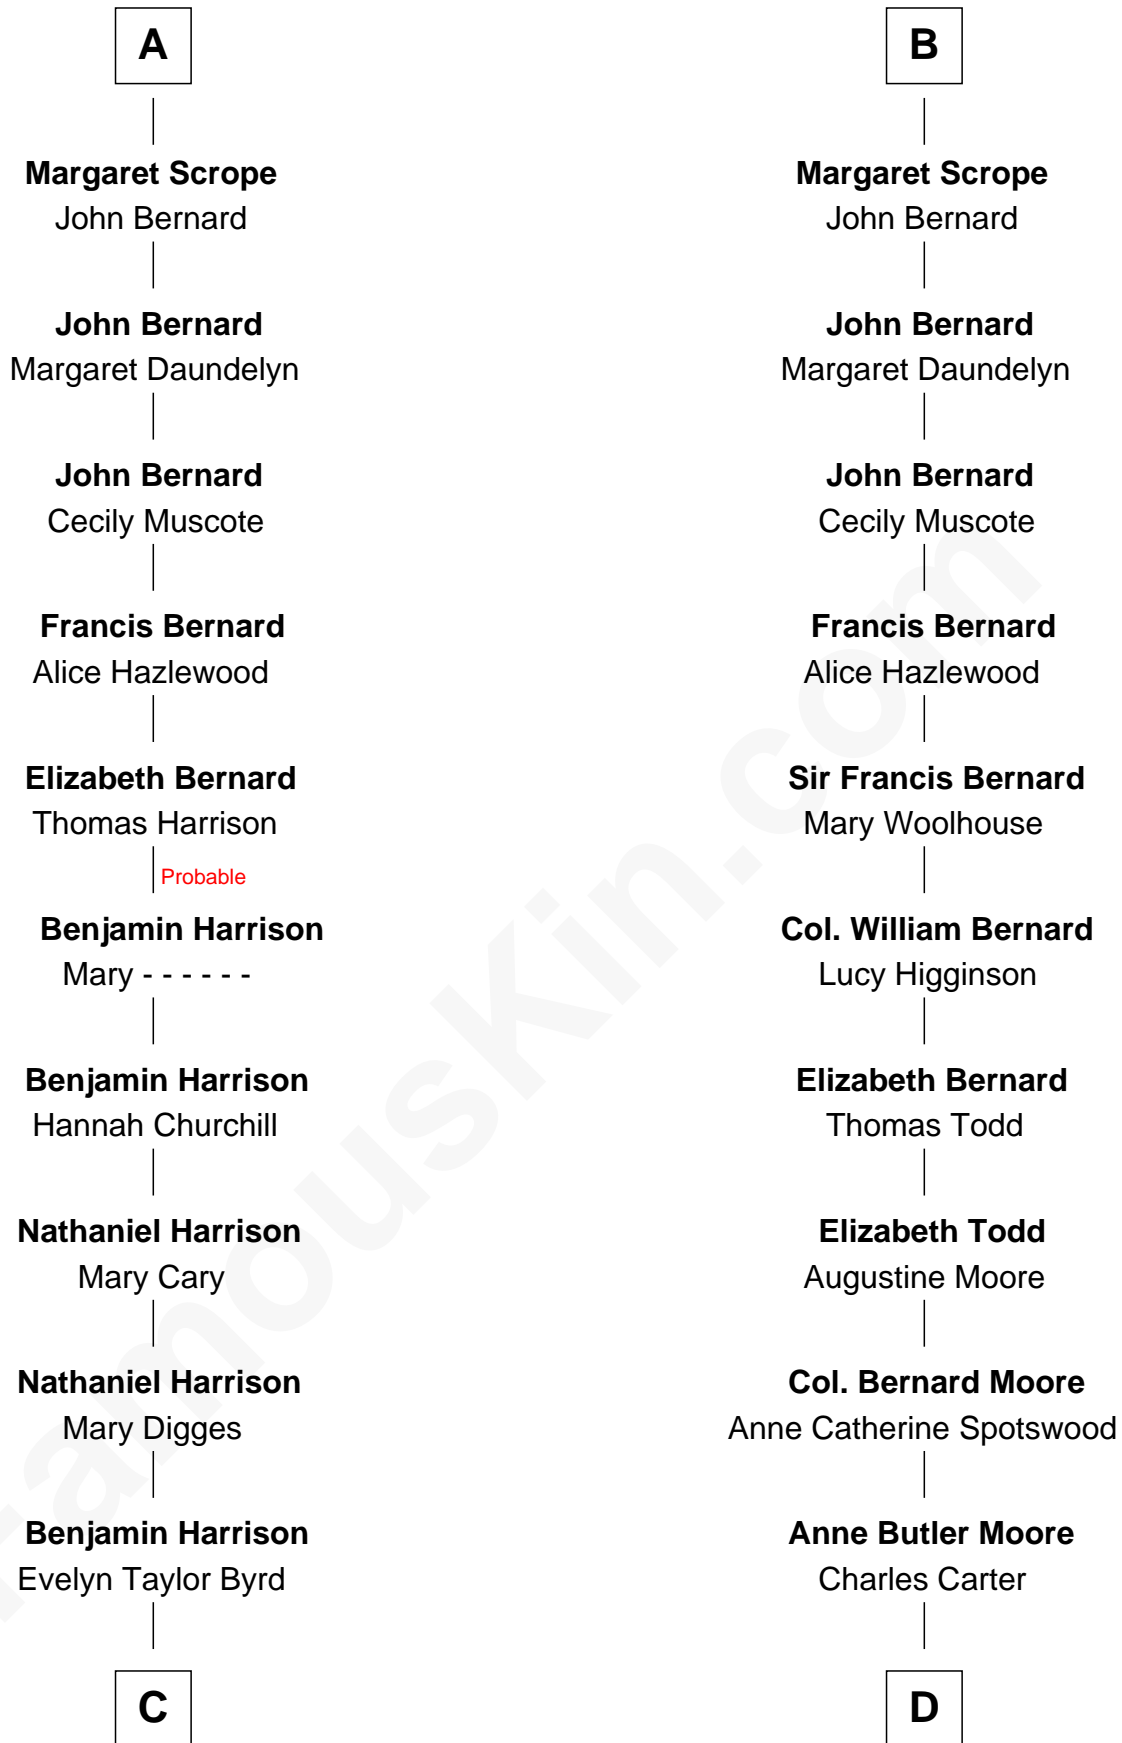 A
Margaret Scrope
John Bernard
John Bernard
Margaret Daundelyn
John Bernard
Cecily Muscote
Francis Bernard
Alice Hazlewood
Elizabeth Bernard
Thomas Harrison
Probable
Benjamin Harrison
Mary - - - - - -
Benjamin Harrison
Hannah Churchill
Nathaniel Harrison
Mary Cary
Nathaniel Harrison
Mary Digges
Benjamin Harrison
Evelyn Taylor Byrd
C
B
Margaret Scrope
John Bernard
John Bernard
Margaret Daundelyn
John Bernard
Cecily Muscote
Francis Bernard
Alice Hazlewood
Sir Francis Bernard
Mary Woolhouse
Col. William Bernard
Lucy Higginson
Elizabeth Bernard
Thomas Todd
Elizabeth Todd
Augustine Moore
Col. Bernard Moore
Anne Catherine Spotswood
Anne Butler Moore
Charles Carter
D
FamousKin.com